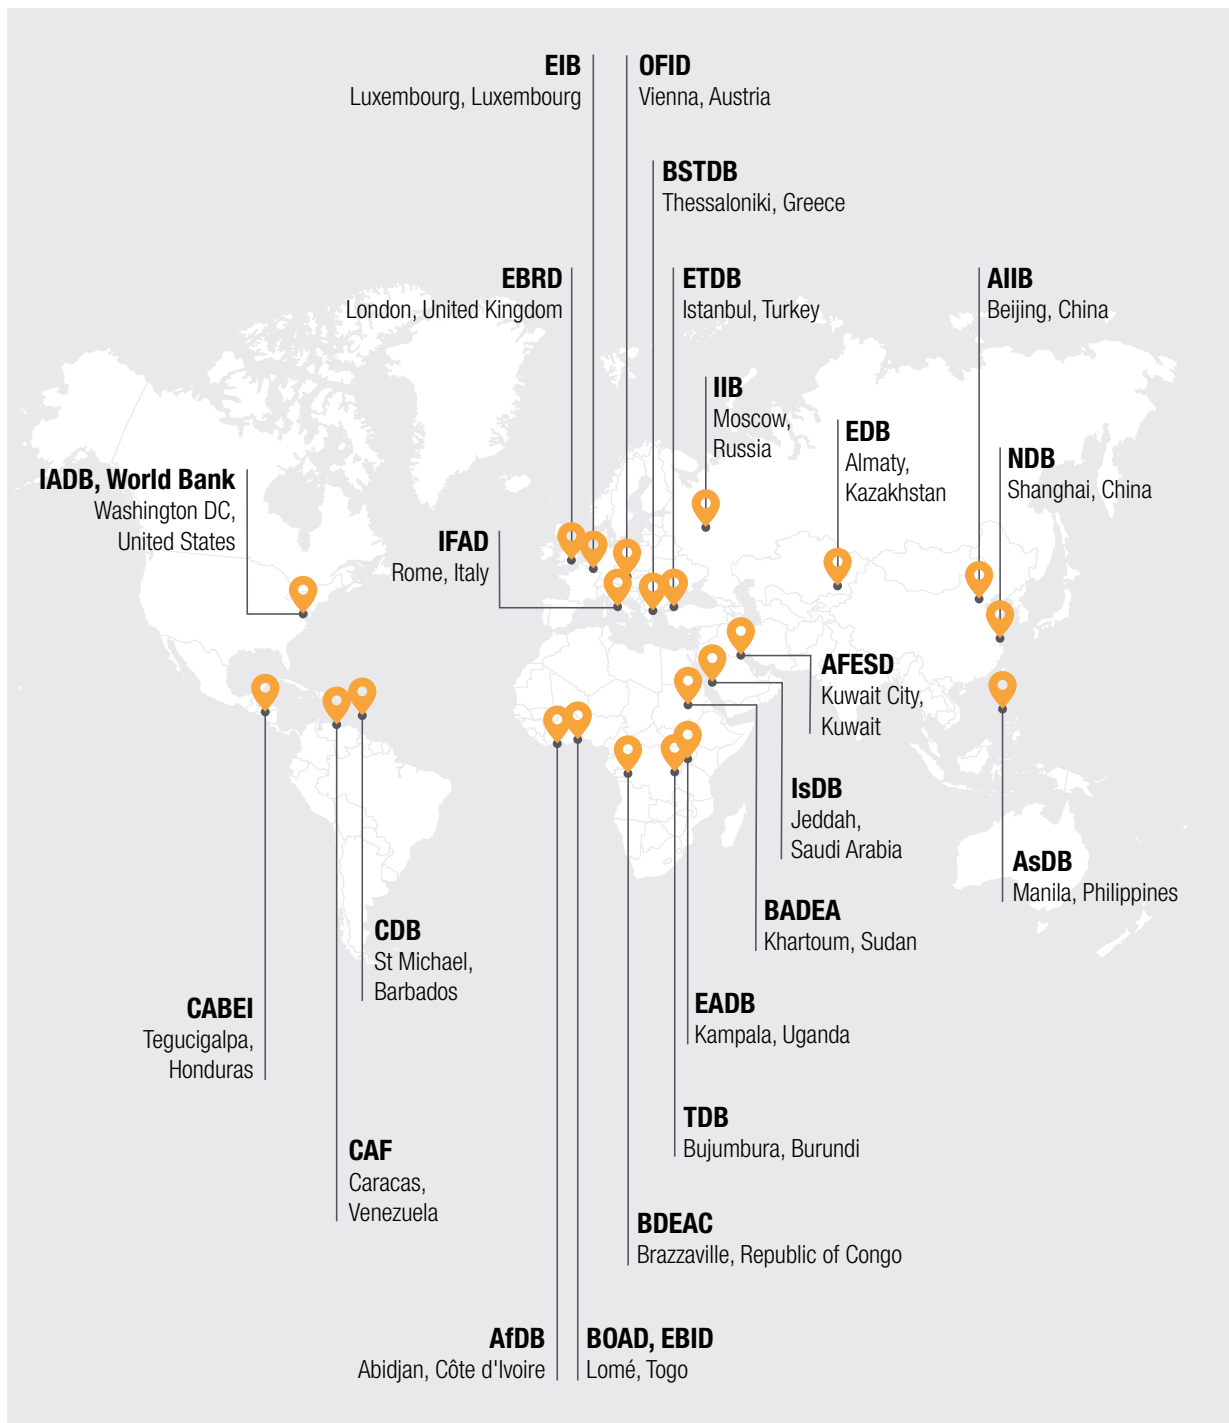 EIB
Luxembourg, Luxembourg
OFID
Vienna, Austria
BSTDB
Thessaloniki, Greece
EBRD
London, United Kingdom
ETDB
Istanbul, Turkey
AIIB
Beijing, China
IIB
Moscow,
Russia
EDB
Almaty,
Kazakhstan
NDB
Shanghai, China
IADB, World Bank
Washington DC,
United States
IFAD
Rome, Italy
AFESD
Kuwait City,
Kuwait
IsDB
Jeddah,
Saudi Arabia
AsDB
Manila, Philippines
BADEA
Khartoum, Sudan
CDB
St Michael,
Barbados
CABEI
Tegucigalpa,
Honduras
EADB
Kampala, Uganda
TDB
Bujumbura, Burundi
CAF
Caracas,
Venezuela
BDEAC
Brazzaville, Republic of Congo
AfDB
Abidjan, Côte d'Ivoire
BOAD, EBID
Lomé, Togo